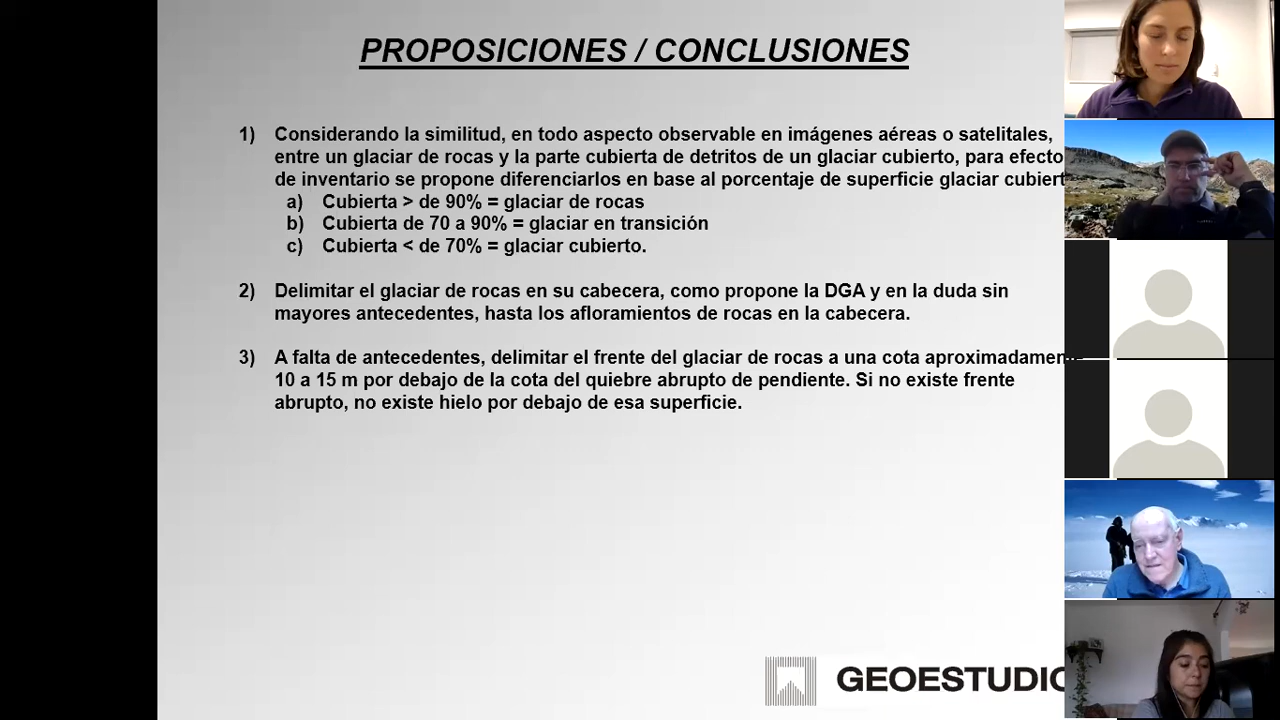 PROPOSICIONES / CONCLUSIONES
1) Considerando la similitud, en todo aspecto observable en imágenes aéreas o satelitales,
entre un glaciar de rocas y la parte cubierta de detritos de un glaciar cubierto, para efecto
de inventario se propone diferenciarlos en base al porcentaje de superficie glaciar cubiert
a) Cubierta > de 90% = glaciar de rocas
b) Cubierta de 70 a 90% = glaciar en transición
c) Cubierta < de 70% = glaciar cubierto.
2) Delimitar el glaciar de rocas en su cabecera, como propone la DGA y en la duda sin
mayores antecedentes, hasta los afloramientos de rocas en la cabecera.
3) A falta de antecedentes, delimitar el frente del glaciar de rocas a una cota aproximadamen
10 a 15 m por debajo de la cota del quiebre abrupto de pendiente. Si no existe frente
abrupto, no existe hielo por debajo de esa superficie.
GEOESTUDIO